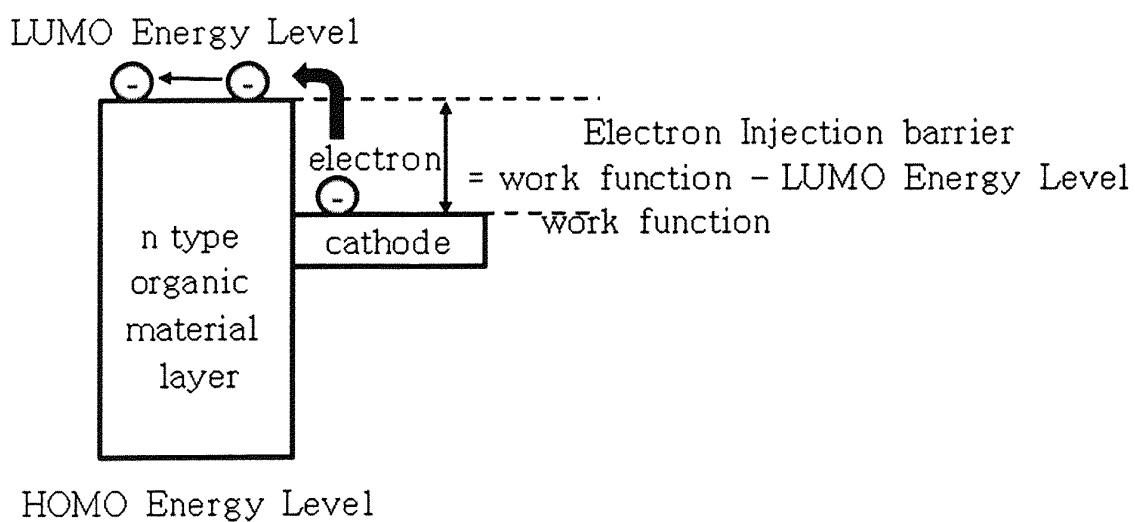 LUMO Energy Level
-
-
Electron Injection barrier
electron
= work function - LUMO Energy Level
-
work function
n type
cathode
organic
material
layer
HOMO Energy Level